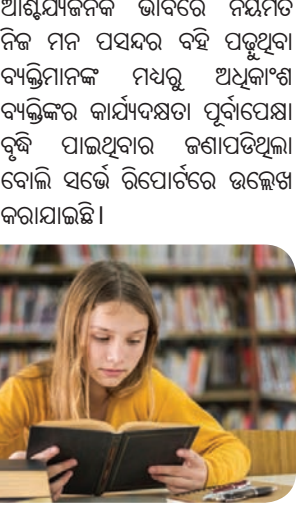 ଆଶ୍ଚର୍ଯ୍ୟଜନକ ଭାବରେ ନିୟମିତ
ନିଜ ମନ ପସନ୍ଦର ବହି ପଢ଼ୁଥିବା
ବ୍ୟକ୍ତିମାନଙ୍କ ମଧ୍ୟରୁ ଅଧିକାଂଶ
ବ୍ୟକ୍ତିଙ୍କର କାର୍ଯ୍ୟଦକ୍ଷତା ପୂର୍ବାପେକ୍ଷା
ବୃଦ୍ଧି ପାଇଥିବାର ଜଣାପଡିଥିଲା
ବୋଲି ସର୍ଭେ ରିପୋର୍ଟରେ ଉଲ୍ଲେଖ
କରାଯାଇଛି।